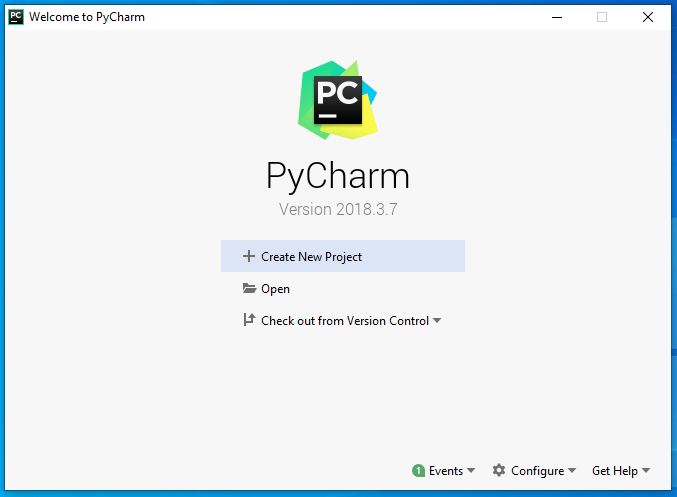 PC Welcome to PyCharm
PC
PyCharm
Version 2018.3.7
Create New Project
Open
Check out from Version Control
1 Events Configure Get Help